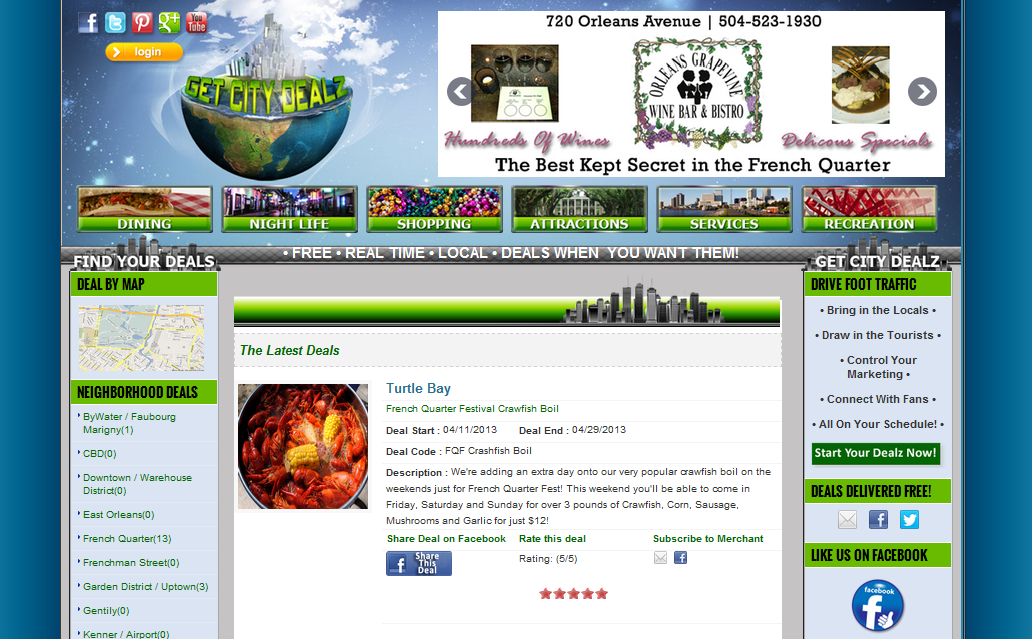 You
Tube
login
GET CITY DEALZ
720 Orleans Avenue | 504-523-1930
ORLEANS GRAPEVINE
WINE BAR & BISTRO
Hundreds Of Wines
Delicous Specials
The Best Kept Secret in the French Quarter
DINING
NIGHT LIFE
SHOPPING
ATTRACTIONS
SERVICES
RECREATION
FIND YOUR DEALS
• FREE • REAL TIME • LOCAL • DEALS WHEN YOU WANT THEM!
GET CITY DEALZ
DEAL BY MAP
NEIGHBORHOOD DEALS
ByWater / Faubourg
Marigny(1)
CBD(0)
Downtown / Warehouse
District(0)
East Orleans(0)
French Quarter(13)
Frenchman Street(0)
Garden District / Uptown(3)
Gentily(0)
Kenner / Airport(0)
The Latest Deals
Turtle Bay
French Quarter Festival Crawfish Boil
Deal Start : 04/11/2013 Deal End : 04/29/2013
Deal Code : FQF Crashfish Boil
Description : We're adding an extra day onto our very popular crawfish boil on the
weekends just for French Quarter Fest! This weekend you'll be able to come in
Friday, Saturday and Sunday for over 3 pounds of Crawfish, Corn, Sausage,
Mushrooms and Garlic for just $12!
Share Deal on Facebook Rate this deal Subscribe to Merchant
Share
This
Deal
Rating: (5/5)
DRIVE FOOT TRAFFIC
• Bring in the Locals •
• Draw in the Tourists •
• Control Your
Marketing •
• Connect With Fans •
• All On Your Schedule! •
Start Your Dealz Now!
DEALS DELIVERED FREE!
LIKE US ON FACEBOOK
facebook